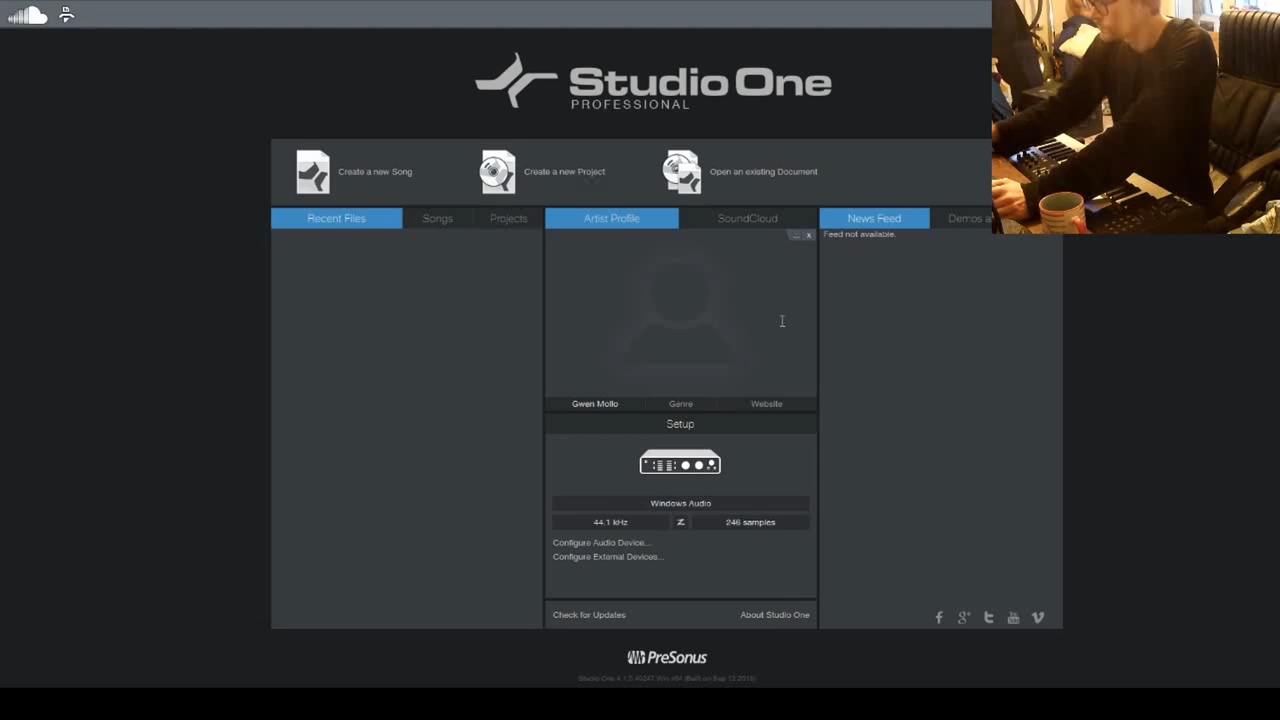 Studio One
PROFESSIONAL
Create a new Song
Create a new Project
Open an existing Document
Recent Files
Songs
Projects
Artist Profile
SoundCloud
News Feed
Demos a
... x
Feed not available.
Gwen Mollo
Genre
Website
Setup
Windows Audio
44.1 kHz
Z
246 samples
Configure Audio Device...
Configure External Devices...
Check for Updates
About Studio One
PreSonus